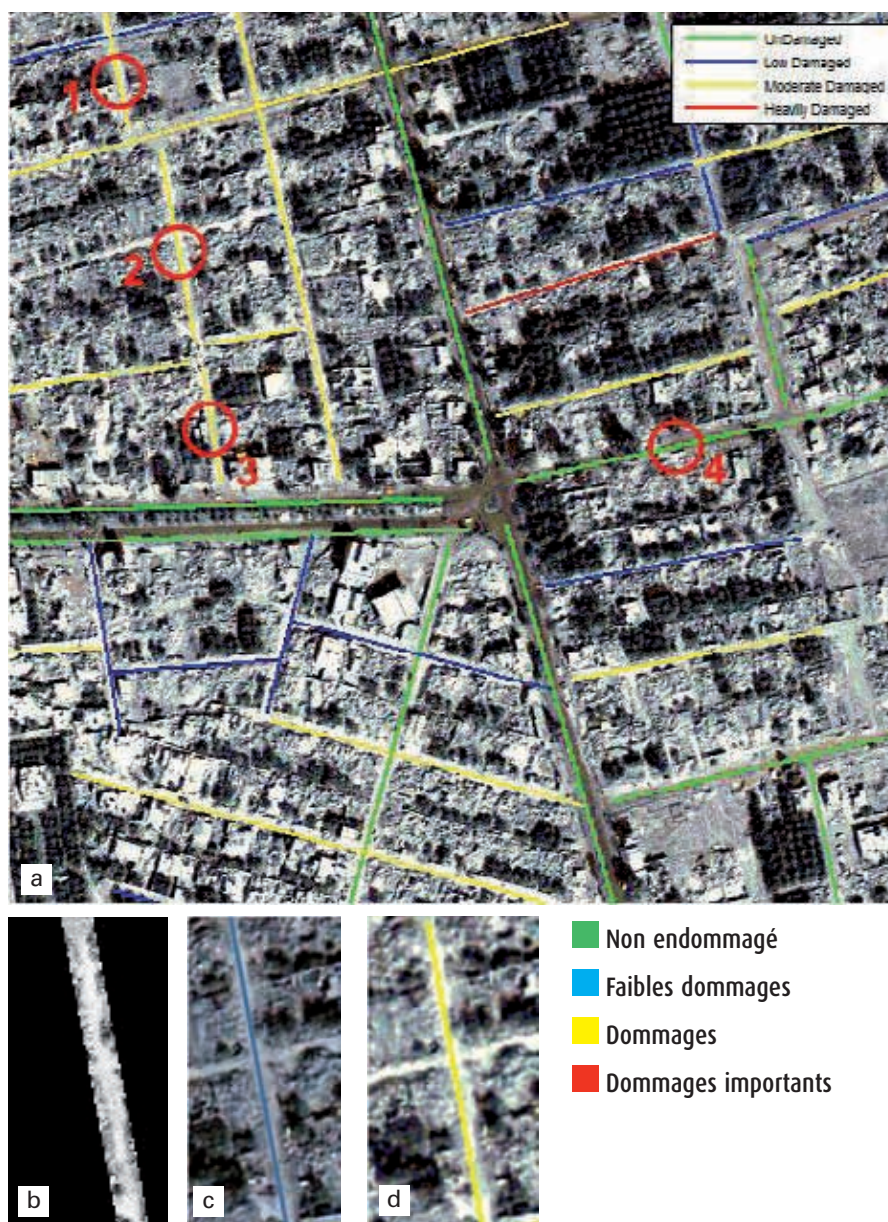 UnDamaged
Low Damaged
Moderate Damaged
Heavily Damaged
1
2
3
4
a
b
c
d
Non endommagé
Faibles dommages
Dommages
Dommages importants